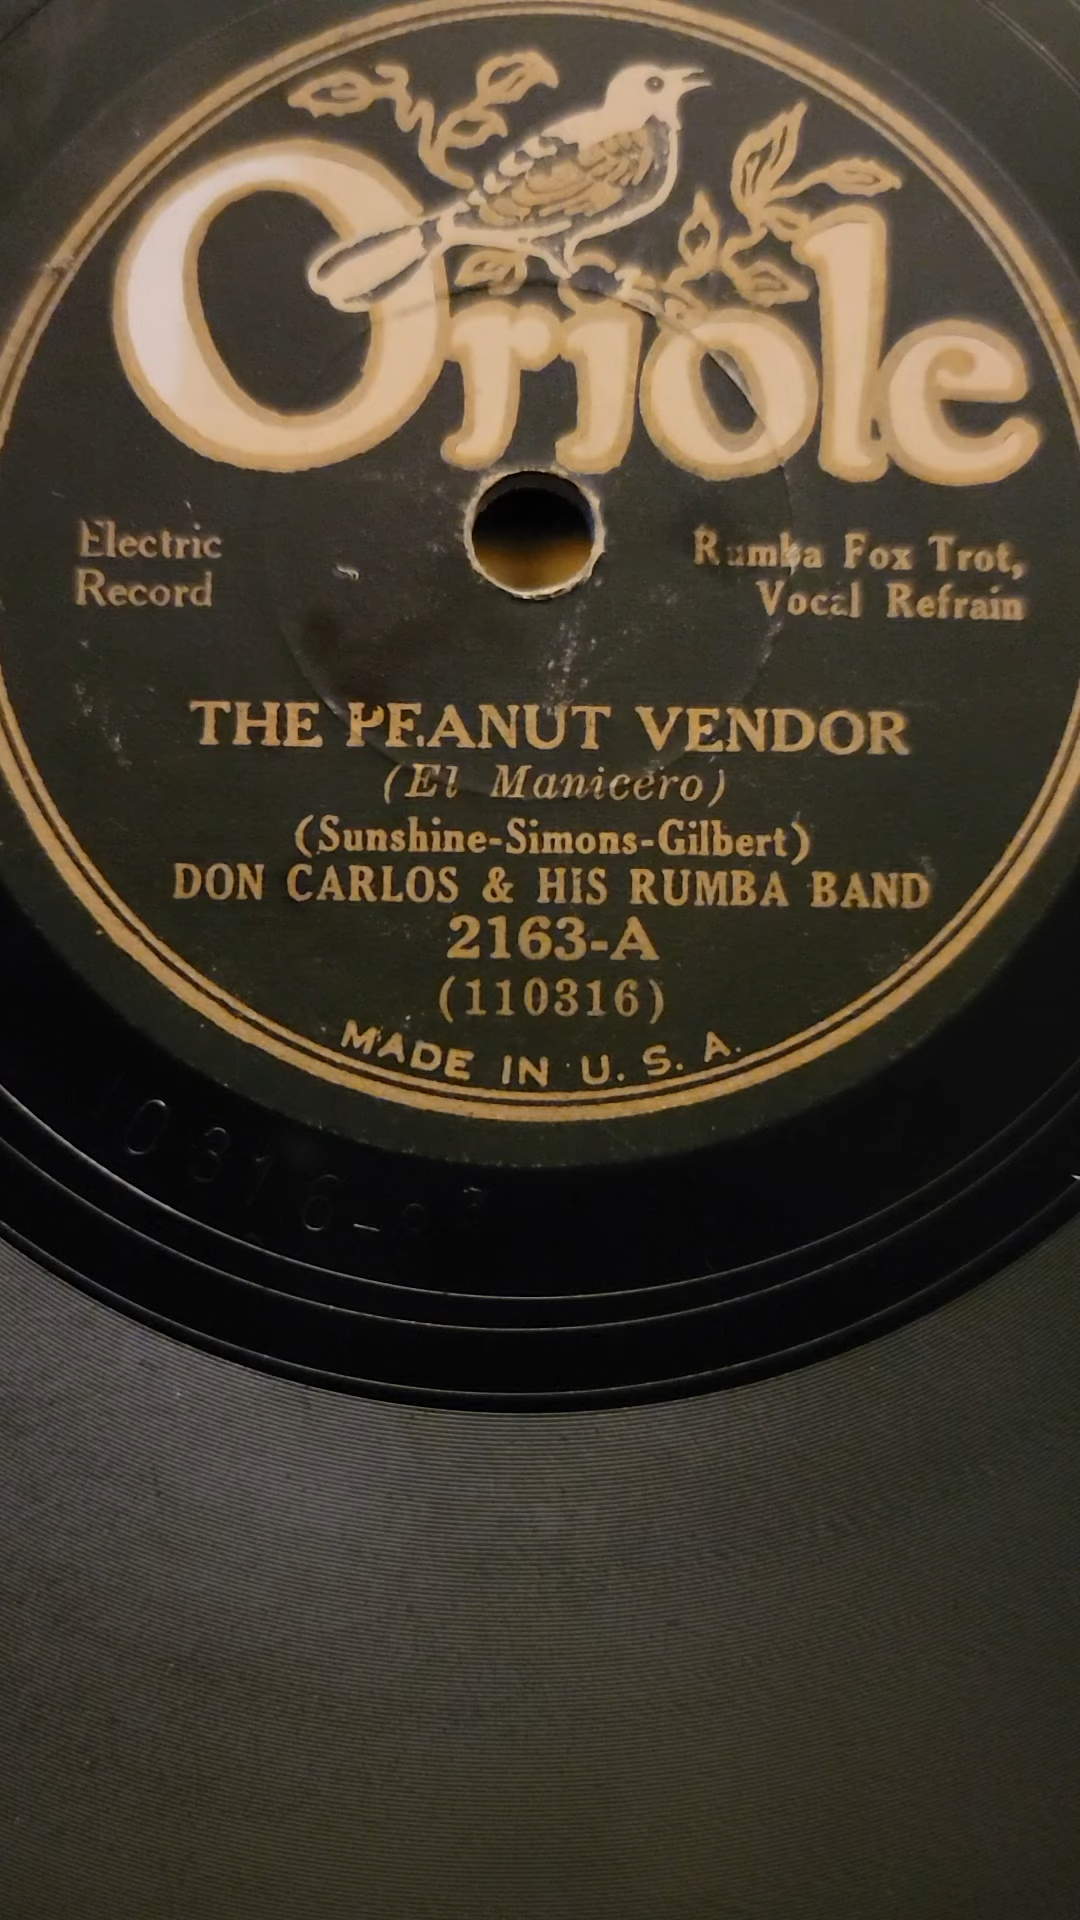 Oriole
Electric
Record
Rumba Fox Trot,
Vocal Refrain
THE PEANUT VENDOR
(El Manicero)
(Sunshine-Simons-Gilbert)
DON CARLOS & HIS RUMBA BAND
2163-A
(110316)
MADE IN U. S. A.